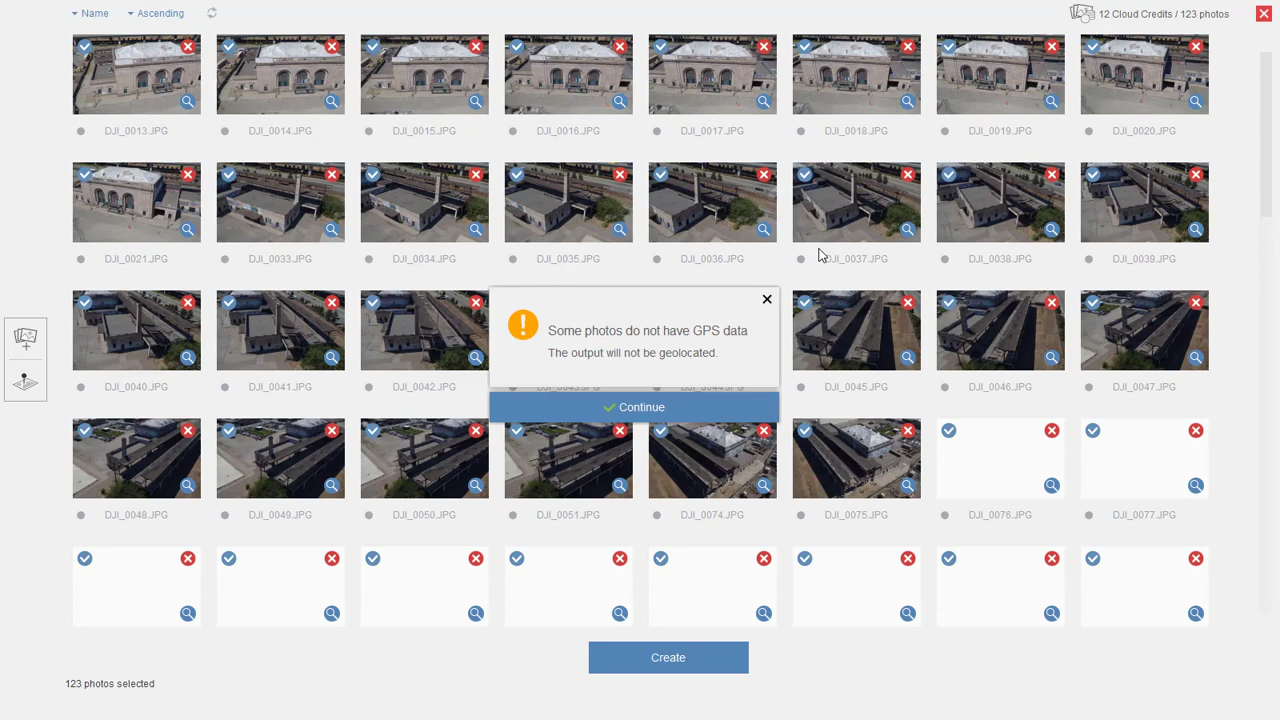 Name
Ascending
12 Cloud Credits / 123 photos
DJI_0013.JPG
DJI_0014.JPG
DJI_0015.JPG
DJI_0016.JPG
DJI_0017.JPG
DJI_0018.JPG
DJI_0019.JPG
DJI_0020.JPG
DJI_0021.JPG
DJI_0033.JPG
DJI_0034.JPG
DJI_0035.JPG
DJI_0036.JPG
DJI_0037.JPG
DJI_0038.JPG
DJI_0039.JPG
Some photos do not have GPS data
The output will not be geolocated.
DJI_0040.JPG
DJI_0041.JPG
DJI_0042.JPG
DJI_0043.JPG
DJI_0044.JPG
DJI_0045.JPG
DJI_0046.JPG
DJI_0047.JPG
Continue
DJI_0048.JPG
DJI_0049.JPG
DJI_0050.JPG
DJI_0051.JPG
DJI_0074.JPG
DJI_0075.JPG
DJI_0076.JPG
DJI_0077.JPG
Create
123 photos selected